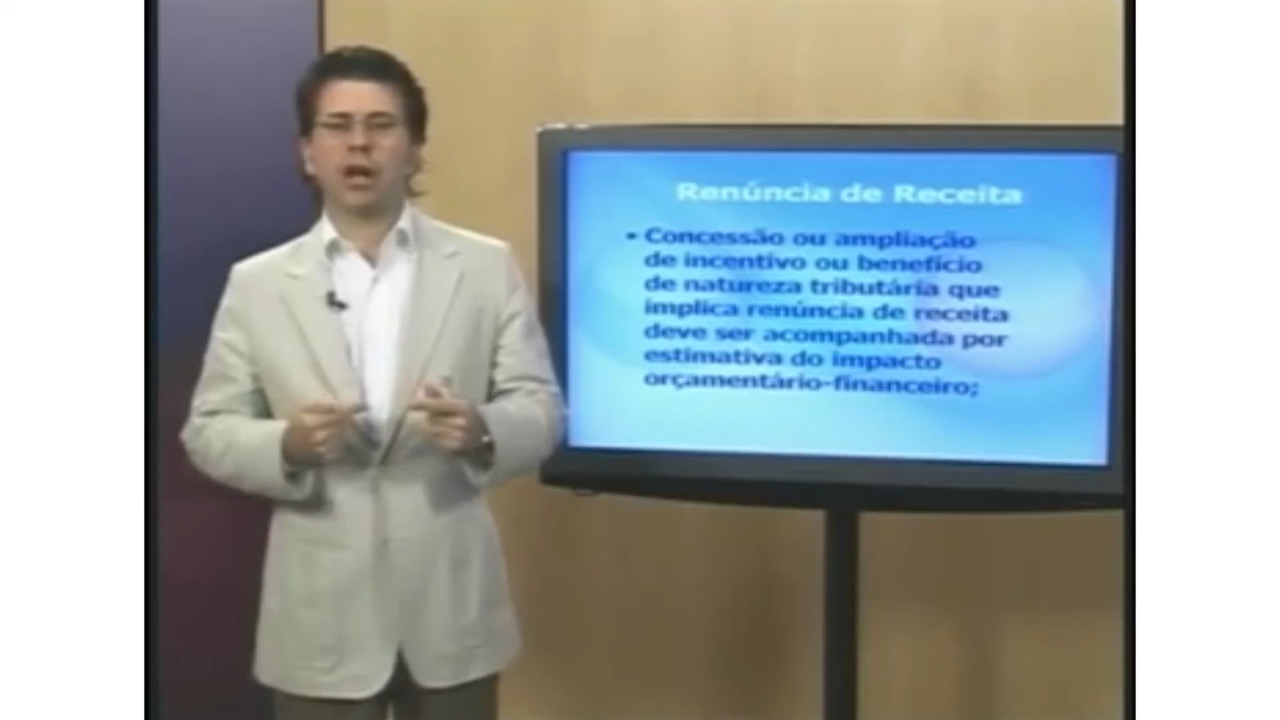 Renúncia de Receita
• Concessão ou ampliação
de incentivo ou benefício
de natureza tributária que
implica renúncia de receita
deve ser acompanhada por
estimativa do impacto
orçamentário-financeiro;